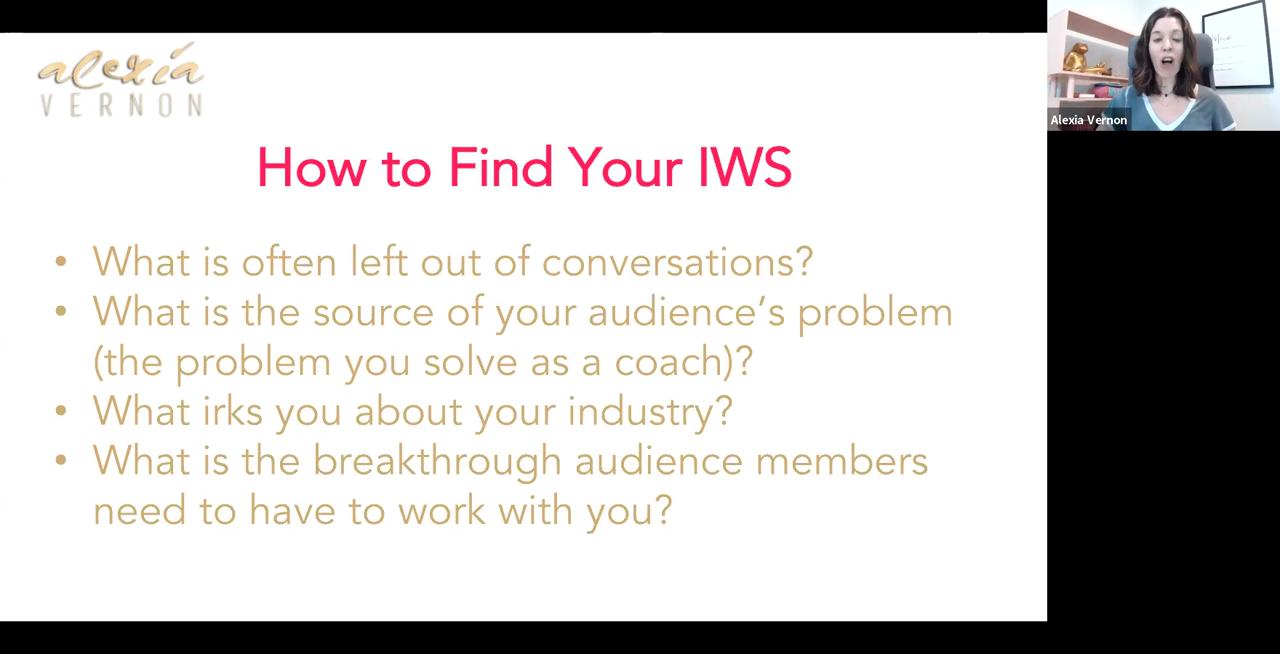 alexia
VERNON
How to Find Your IWS
• What is often left out of conversations?
• What is the source of your audience's problem
(the problem you solve as a coach)?
• What irks you about your industry?
• What is the breakthrough audience members
need to have to work with you?
Alexia Vernon